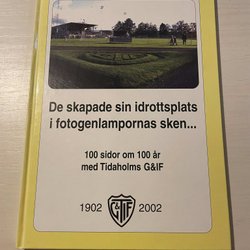 De skapade sin idrottsplats
i fotogenlampornas sken...
100 sidor om 100 år
med Tidaholms G&IF
1902 2002